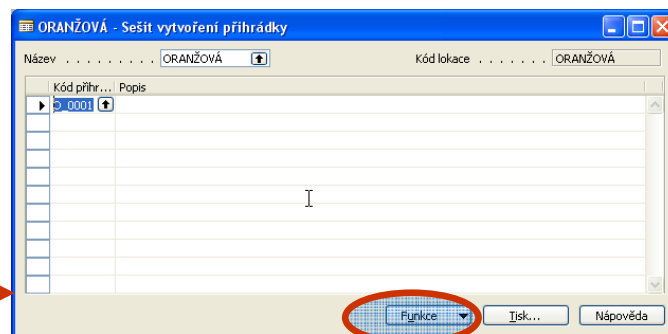 ORANŽOVÁ - Sešit vytvoření přihrádky
Název . . . . . . . . . ORANŽOVÁ Kód lokace . . . . . . . ORANŽOVÁ
Kód přihr... Popis
O_0001
Funkce Tisk... Nápověda